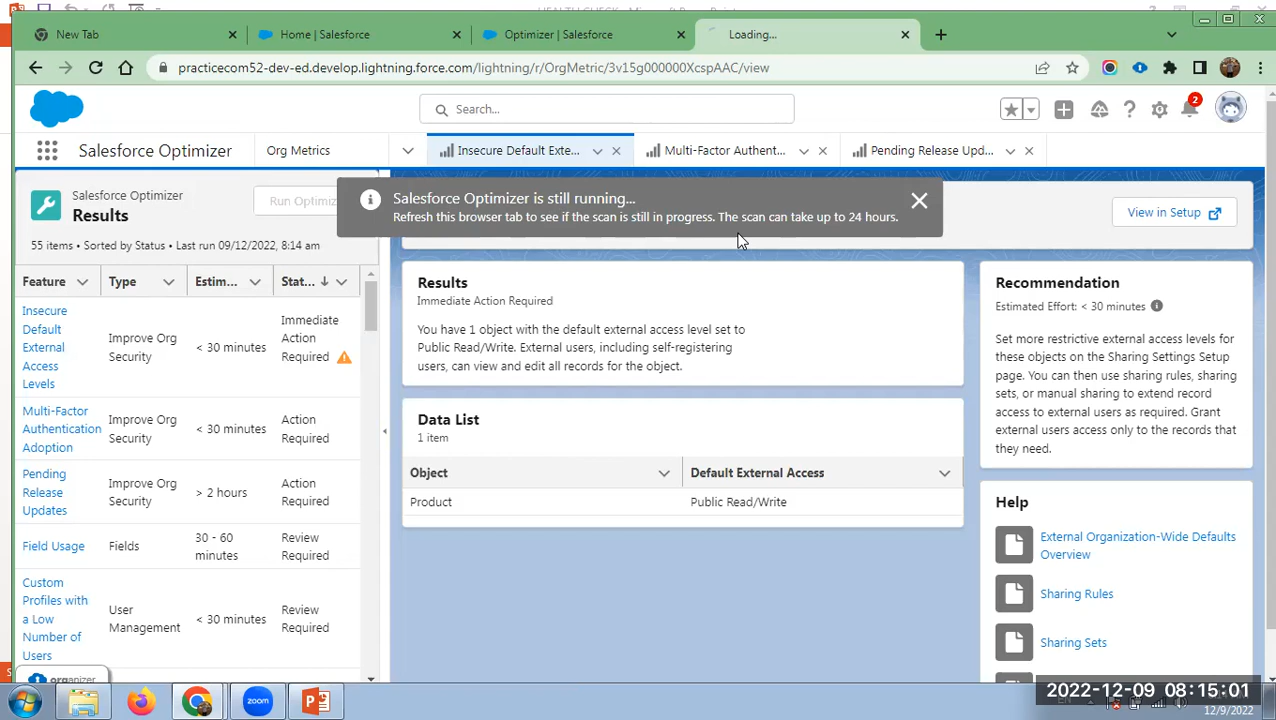 New Tab
Home | Salesforce
Optimizer | Salesforce
Loading...
practicecom52-dev-ed.develop.lightning.force.com/lightning/r/OrgMetric/3v15g000000XcspAAC/view
Search...
2
Salesforce Optimizer
Org Metrics
Insecure Default Exte...
Multi-Factor Authent...
Pending Release Upd...
Salesforce Optimizer
Results
Run Optimiz
55 items • Sorted by Status • Last run 09/12/2022, 8:14 am
Salesforce Optimizer is still running...
Refresh this browser tab to see if the scan is still in progress. The scan can take up to 24 hours.
View in Setup
Feature
Type
Estim...
Stat...
Insecure
Default
External
Access
Levels
Improve Org
Security
< 30 minutes
Immediate
Action
Required
Multi-Factor
Authentication
Adoption
Improve Org
Security
< 30 minutes
Action
Required
Pending
Release
Updates
Improve Org
Security
> 2 hours
Action
Required
Field Usage
Fields
30 - 60
minutes
Review
Required
Custom
Profiles with
a Low
Number of
Users
User
Management
< 30 minutes
Review
Required
organizer
Results
Immediate Action Required
You have 1 object with the default external access level set to
Public Read/Write. External users, including self-registering
users, can view and edit all records for the object.
Data List
1 item
Object
Default External Access
Product
Public Read/Write
Recommendation
Estimated Effort: < 30 minutes
Set more restrictive external access levels for
these objects on the Sharing Settings Setup
page. You can then use sharing rules, sharing
sets, or manual sharing to extend record
access to external users as required. Grant
external users access only to the records that
they need.
Help
External Organization-Wide Defaults
Overview
Sharing Rules
Sharing Sets
zoom
2022-12-09 08:15:01
12/9/2022